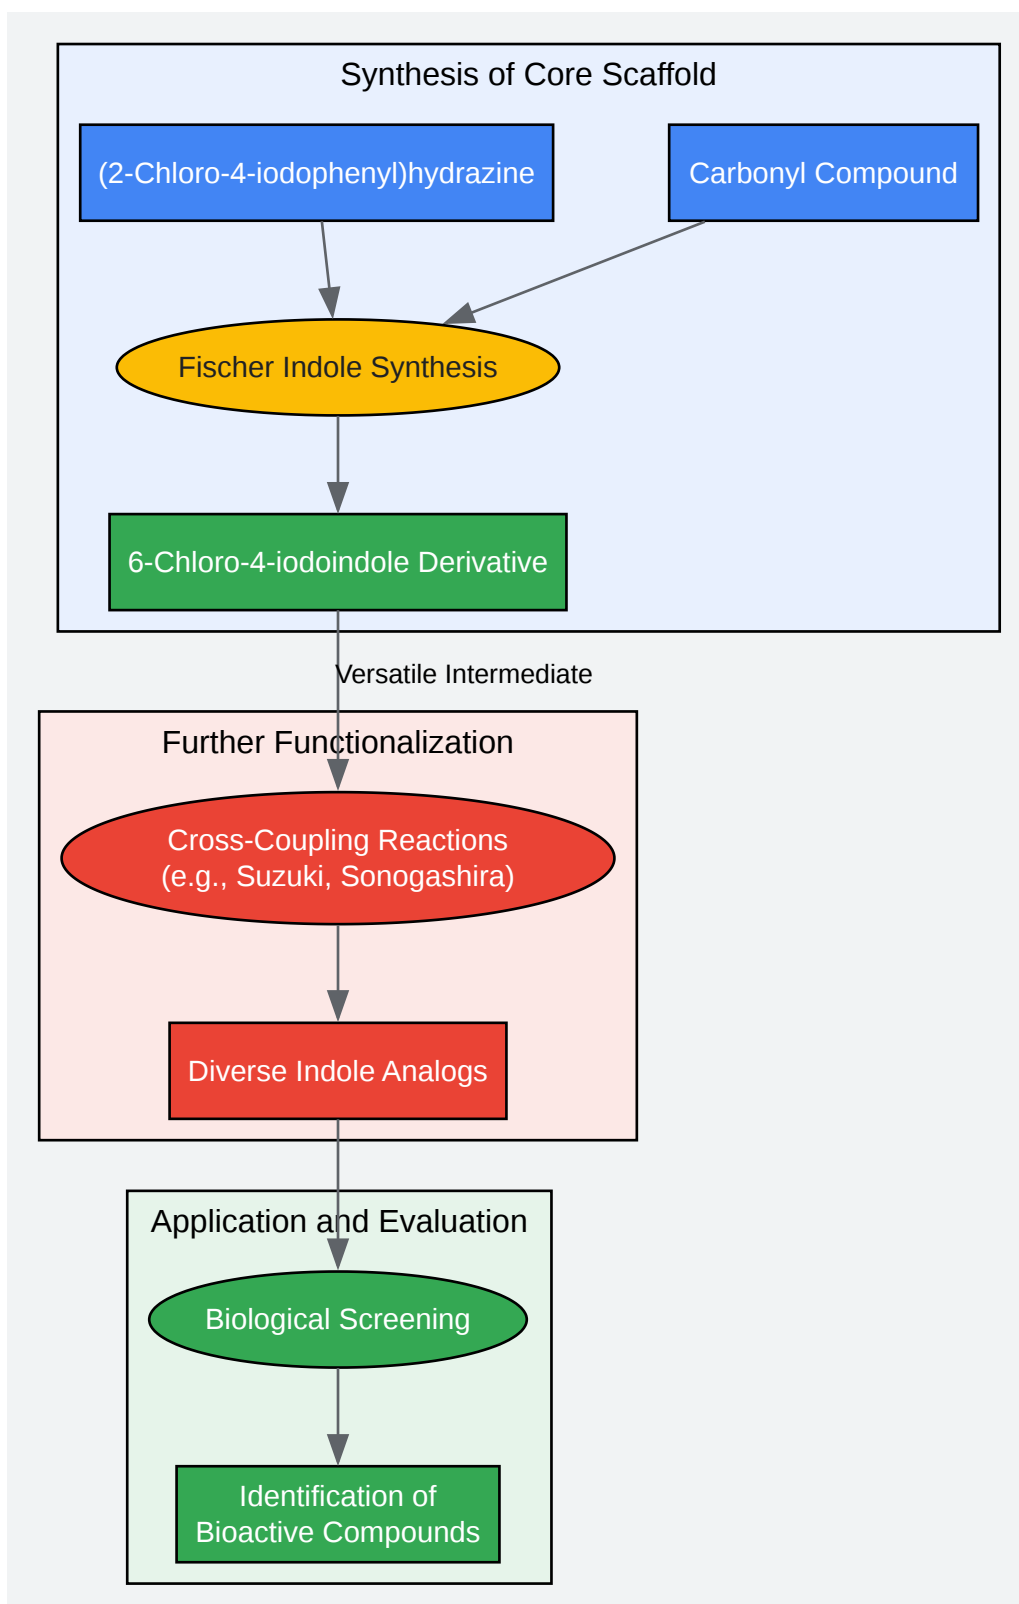 Synthesis of Core Scaffold
(2-Chloro-4-iodophenyl)hydrazine
Carbonyl Compound
Fischer Indole Synthesis
6-Chloro-4-iodoindole Derivative
Versatile Intermediate
Further Functionalization
Cross-Coupling Reactions
(e.g., Suzuki, Sonogashira)
Diverse Indole Analogs
Application and Evaluation
Biological Screening
Identification of
Bioactive Compounds